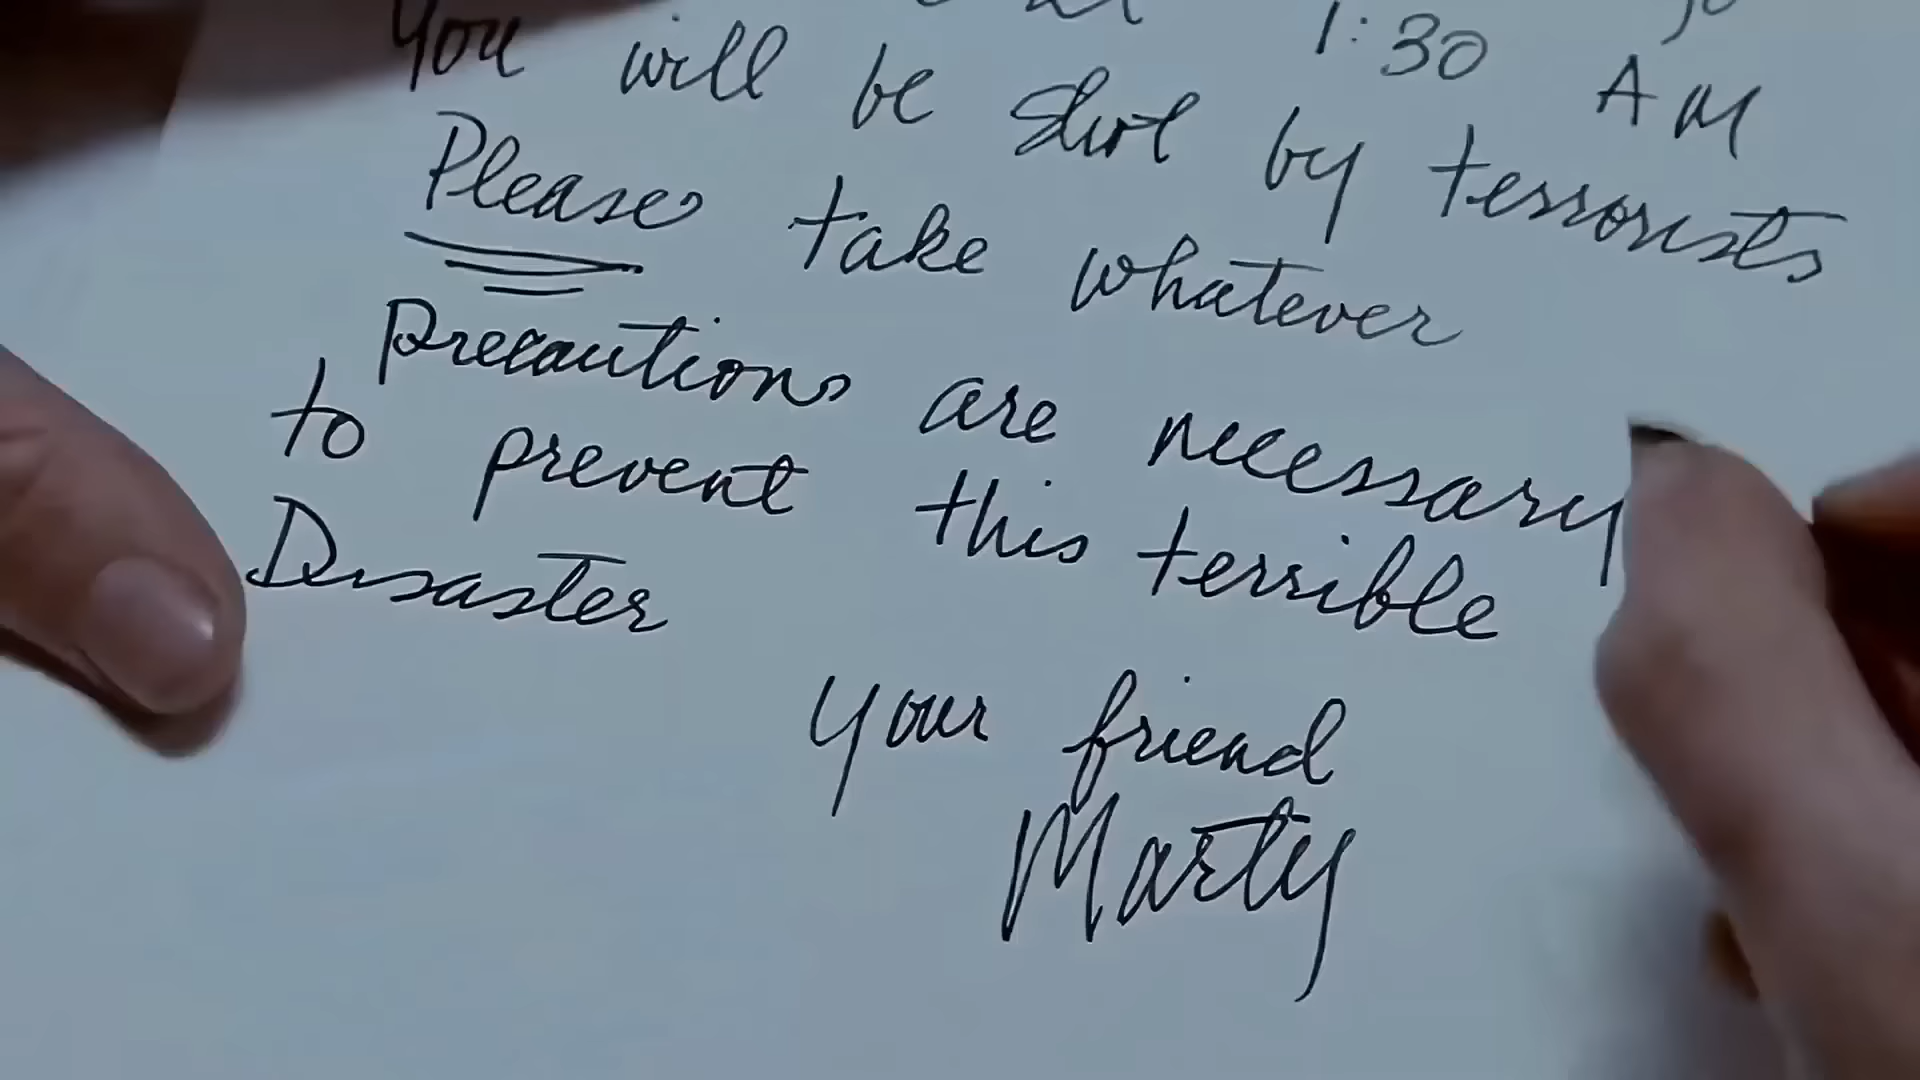 1:30 AM
You will be shot by terrorists
Please take whatever
precautions are necessary
to prevent this terrible
Disaster
Your friend
Marty